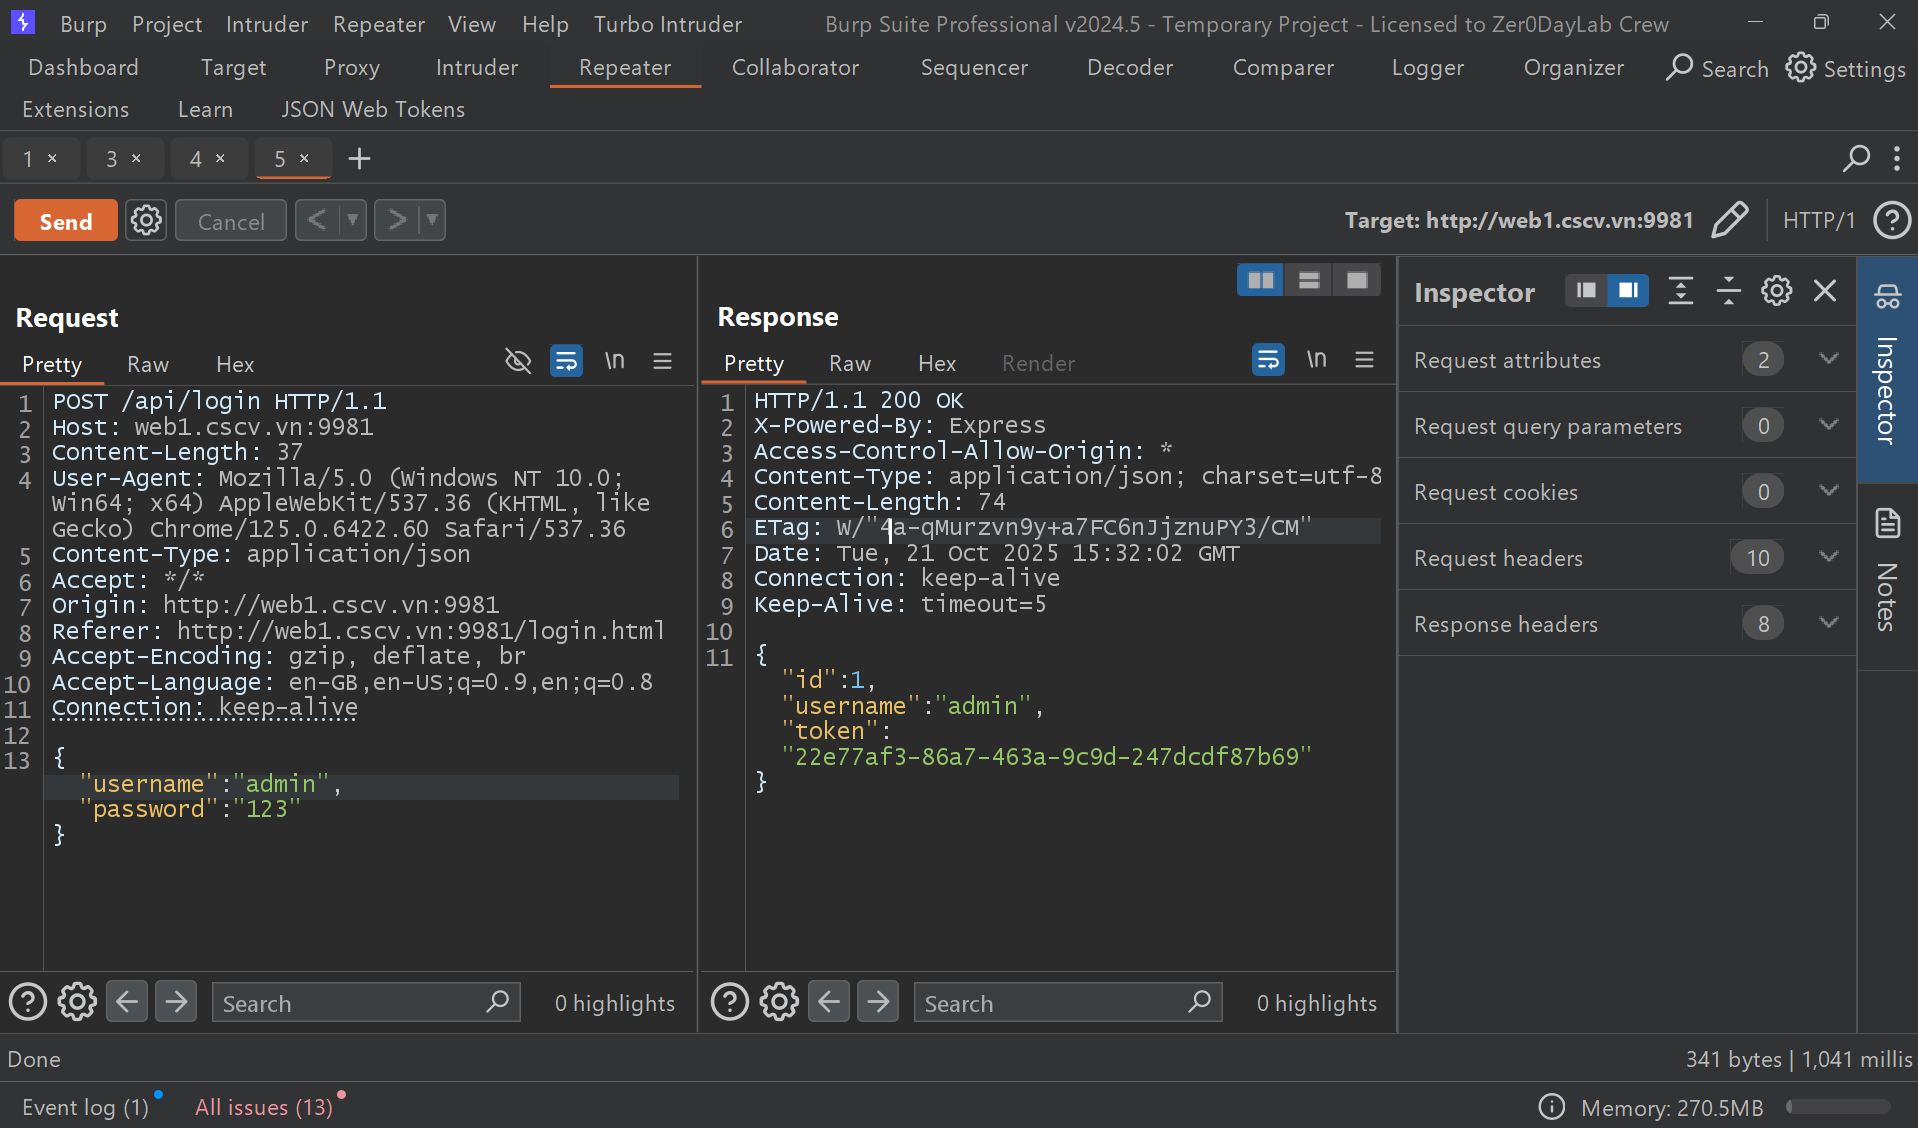 Burp Project Intruder Repeater View Help Turbo Intruder
Burp Suite Professional v2024.5 - Temporary Project - Licensed to Zer0DayLab Crew
Dashboard Target Proxy Intruder Repeater Collaborator Sequencer Decoder Comparer Logger Organizer Search Settings
Extensions Learn JSON Web Tokens
1 × 3 × 4 × 5 × +
Send Cancel < > Target: http://web1.cscv.vn:9981 HTTP/1
Request
Pretty Raw Hex \n
1 POST /api/login HTTP/1.1
2 Host: web1.cscv.vn:9981
3 Content-Length: 37
4 User-Agent: Mozilla/5.0 (Windows NT 10.0;
Win64; x64) AppleWebKit/537.36 (KHTML, like
Gecko) Chrome/125.0.6422.60 Safari/537.36
5 Content-Type: application/json
6 Accept: */*
7 Origin: http://web1.cscv.vn:9981
8 Referer: http://web1.cscv.vn:9981/login.html
9 Accept-Encoding: gzip, deflate, br
10 Accept-Language: en-GB,en-US;q=0.9,en;q=0.8
11 Connection: keep-alive
12
13 {
"username":"admin",
"password":"123"
}
Search 0 highlights
Response
Pretty Raw Hex Render \n
1 HTTP/1.1 200 OK
2 X-Powered-By: Express
3 Access-Control-Allow-Origin: *
4 Content-Type: application/json; charset=utf-8
5 Content-Length: 74
6 ETag: W/"4a-qMurzvn9y+a7FC6nJjznuPY3/CM"
7 Date: Tue, 21 Oct 2025 15:32:02 GMT
8 Connection: keep-alive
9 Keep-Alive: timeout=5
10
11 {
"id":1,
"username":"admin",
"token":
"22e77af3-86a7-463a-9c9d-247dcdf87b69"
}
Search 0 highlights
Inspector
Request attributes 2
Request query parameters 0
Request cookies 0
Request headers 10
Response headers 8
Inspector
Notes
Done 341 bytes | 1,041 millis
Event log (1) All issues (13) Memory: 270.5MB